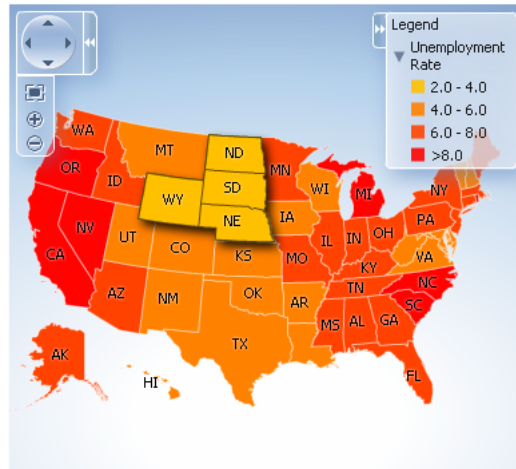 Legend
Unemployment
Rate
2.0 - 4.0
4.0 - 6.0
6.0 - 8.0
>8.0
WA
MT
ND
MN
OR
ID
WY
SD
WI
MI
NY
NE
IA
PA
NV
UT
CO
KS
MO
IL
IN
OH
VA
CA
KY
NC
AZ
NM
OK
AR
TN
SC
MS
AL
GA
TX
AK
HI
FL